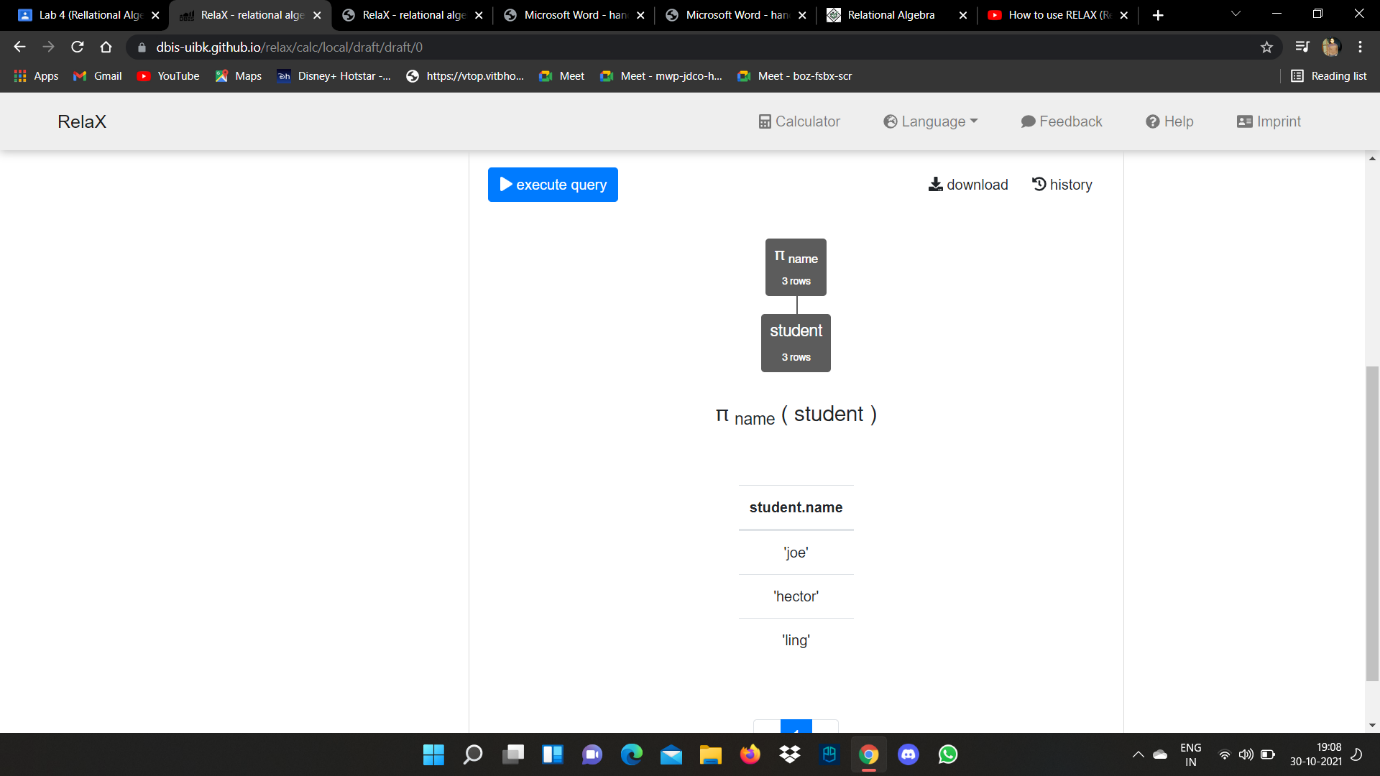 Lab 4 (Rellational Alge
RelaX - relational alge
RelaX - relational alge
Microsoft Word - han
Microsoft Word - han
Relational Algebra
How to use RELAX (R
dbis-uibk.github.io/relax/calc/local/draft/draft/0
Apps Gmail YouTube Maps Disney+ Hotstar -... https://vtop.vitbho... Meet Meet - mwp-jdco-h... Meet - boz-fsbx-scr Reading list
RelaX Calculator Language Feedback Help Imprint
execute query download history
π name
3 rows
student
3 rows
π name ( student )
student.name
'joe'
'hector'
'ling'
ENG 19:08
IN 30-10-2021